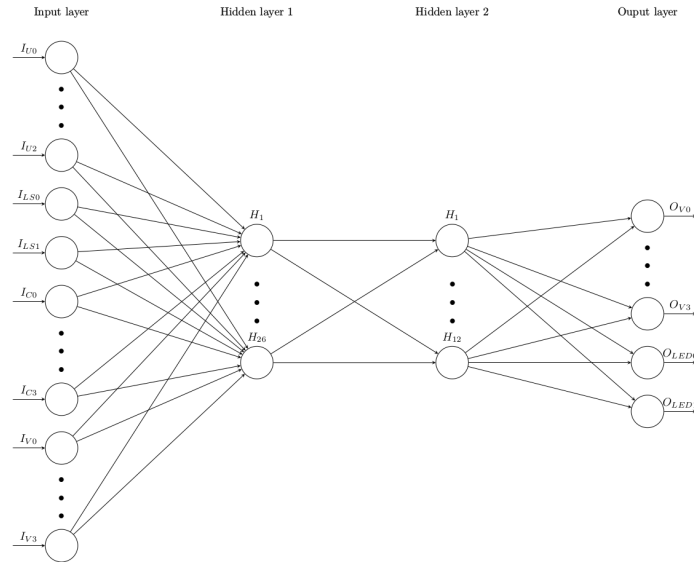 Input layer
Hidden layer 1
Hidden layer 2
Ouput layer
I_{U0}
I_{U2}
I_{LS0}
I_{LS1}
I_{C0}
I_{C3}
I_{V0}
I_{V3}
H_1
H_{26}
H_1
H_{12}
O_{V0}
O_{V3}